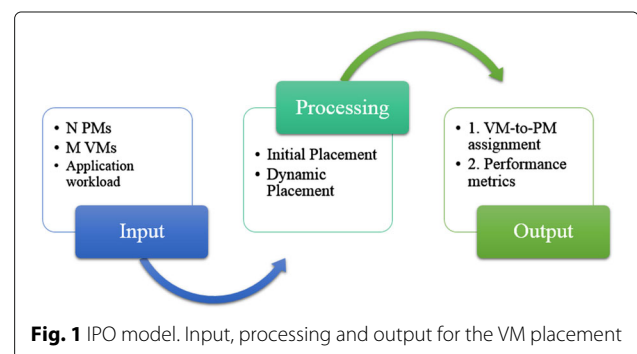 • N PMs
• M VMs
• Application
workload
Input
Processing
• Initial Placement
• Dynamic
Placement
• 1. VM-to-PM
assignment
• 2. Performance
metrics
Output
Fig. 1 IPO model. Input, processing and output for the VM placement